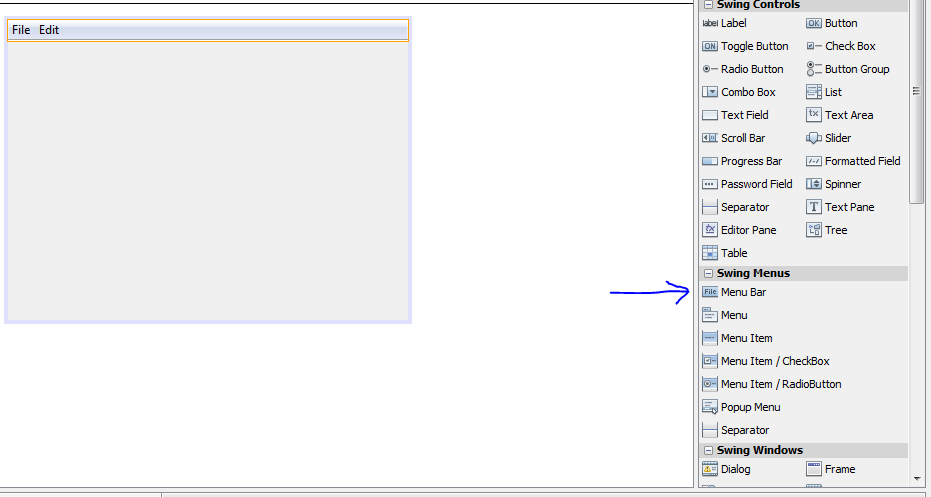 Swing Controls
File Edit
label Label
OK Button
ON Toggle Button
Check Box
Radio Button
Button Group
Combo Box
List
Text Field
tx Text Area
Scroll Bar
Slider
Progress Bar
/-/ Formatted Field
Password Field
Spinner
Separator
T Text Pane
tx Editor Pane
Tree
Table
Swing Menus
File Menu Bar
Menu
Menu Item
Menu Item / CheckBox
Menu Item / RadioButton
Popup Menu
Separator
Swing Windows
Dialog
Frame